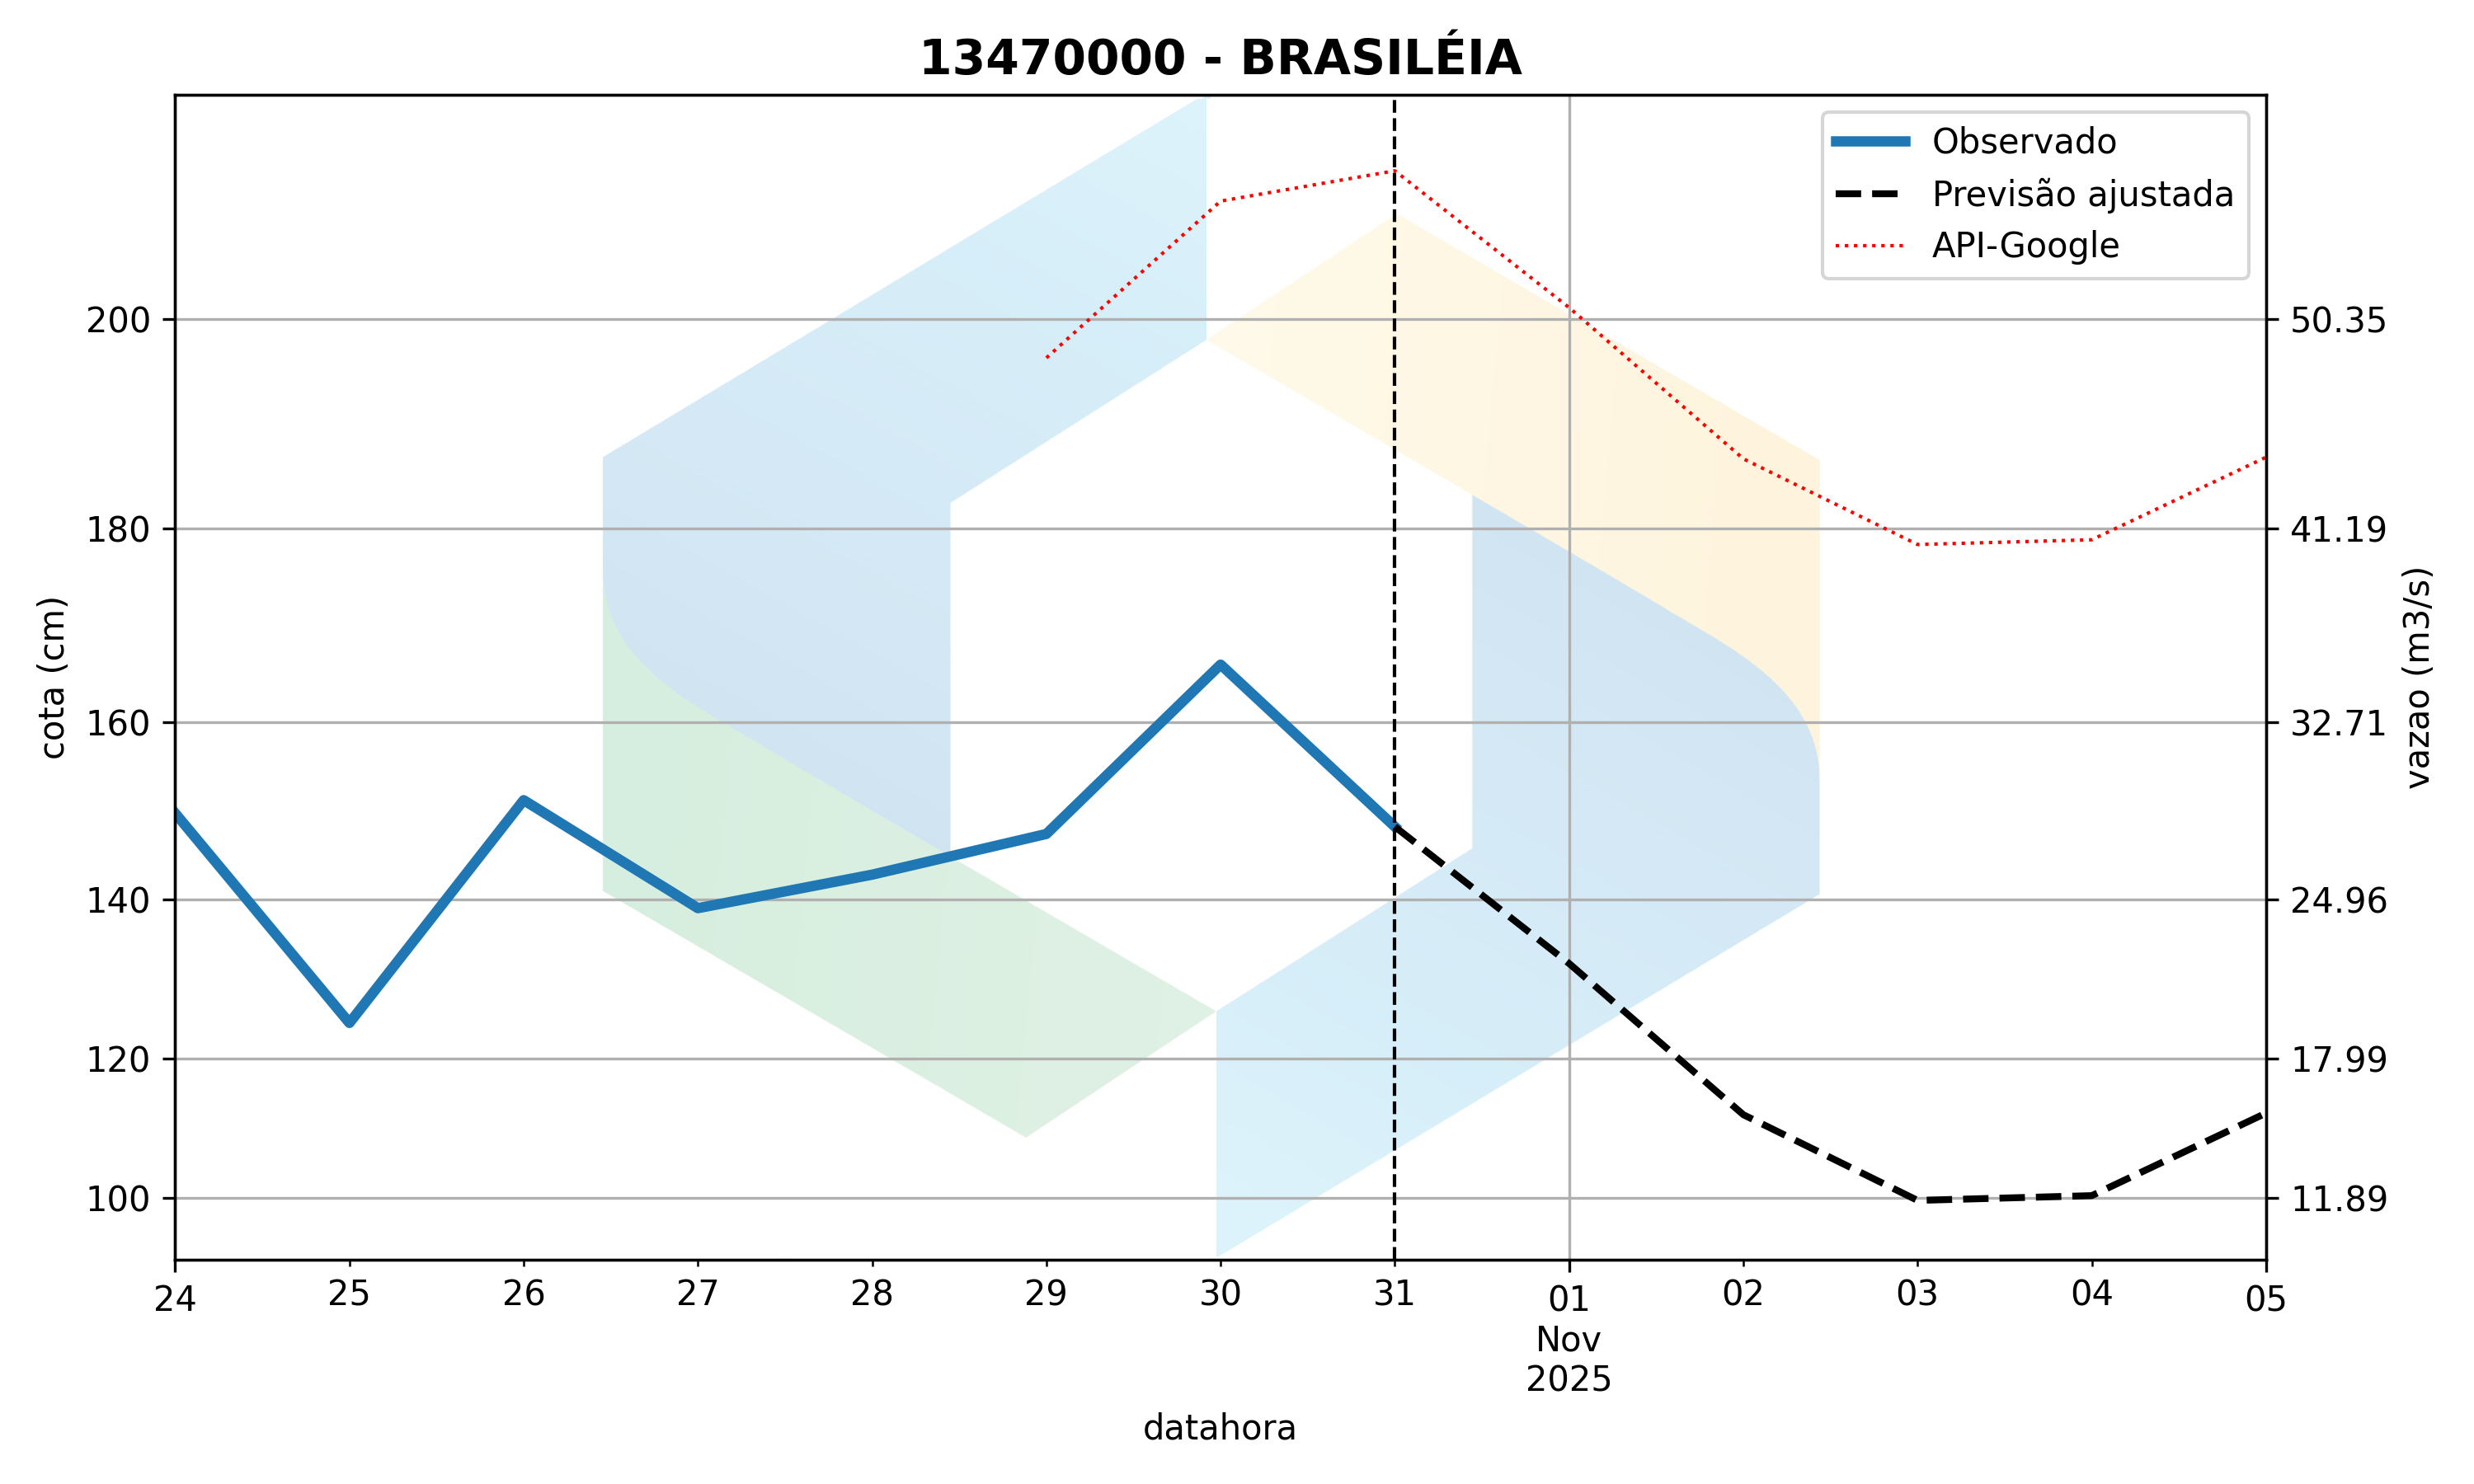 13470000 - BRASILÉIA
Observado
Previsão ajustada
API-Google
200
180
160
140
120
100
cota (cm)
50.35
41.19
32.71
24.96
17.99
11.89
vazao (m3/s)
24 25 26 27 28 29 30 31 01 02 03 04 05
Nov
2025
datahora